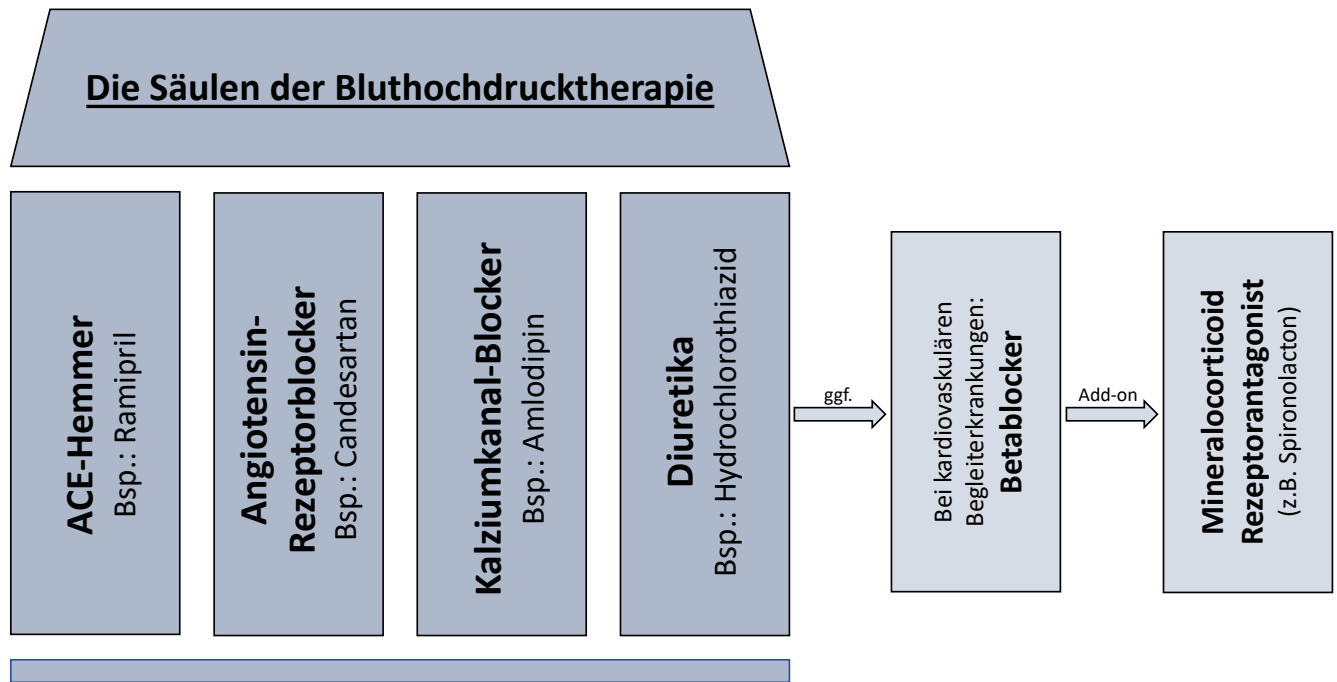 Die Säulen der Bluthochdrucktherapie
ACE-Hemmer
Bsp.: Ramipril
Angiotensin-
Rezeptorblocker
Bsp.: Candesartan
Kalziumkanal-Blocker
Bsp.: Amlodipin
Diuretika
Bsp.: Hydrochlorothiazid
ggf.
Bei kardiovaskulären
Begleiterkrankungen:
Betablocker
Add-on
Mineralocorticoid
Rezeptorantagonist
(z.B. Spironolacton)